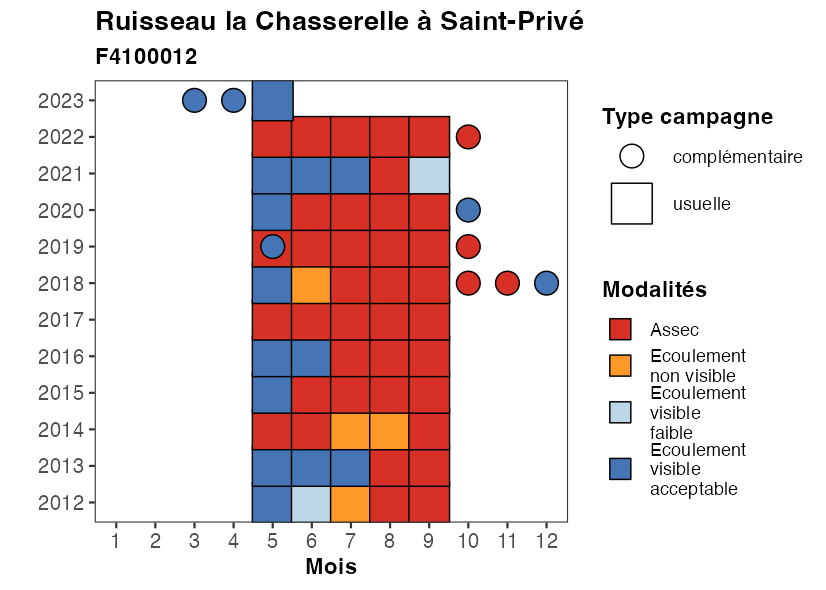 Ruisseau la Chasserelle à Saint-Privé
F4100012
2023
2022
2021
2020
2019
2018
2017
2016
2015
2014
2013
2012
1 2 3 4 5 6 7 8 9 10 11 12
Mois
Type campagne
complémentaire
usuelle
Modalités
Assec
Ecoulement
non visible
Ecoulement
visible
faible
Ecoulement
visible
acceptable